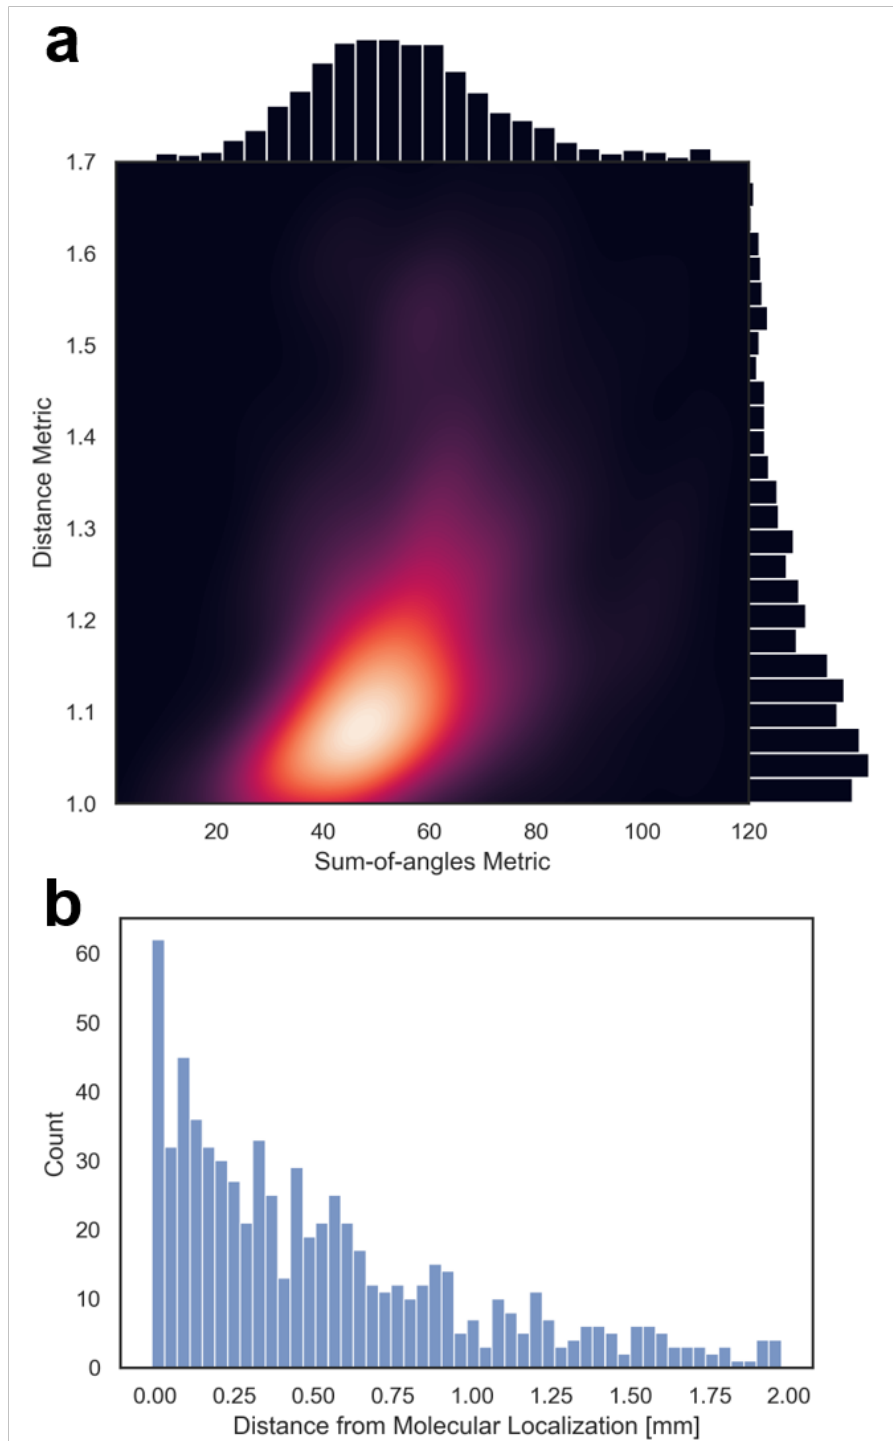 a
1.7
1.6
1.5
1.4
1.3
1.2
1.1
1.0
Distance Metric
20 40 60 80 100 120
Sum-of-angles Metric
b
60
50
40
30
20
10
0
Count
0.00 0.25 0.50 0.75 1.00 1.25 1.50 1.75 2.00
Distance from Molecular Localization [mm]